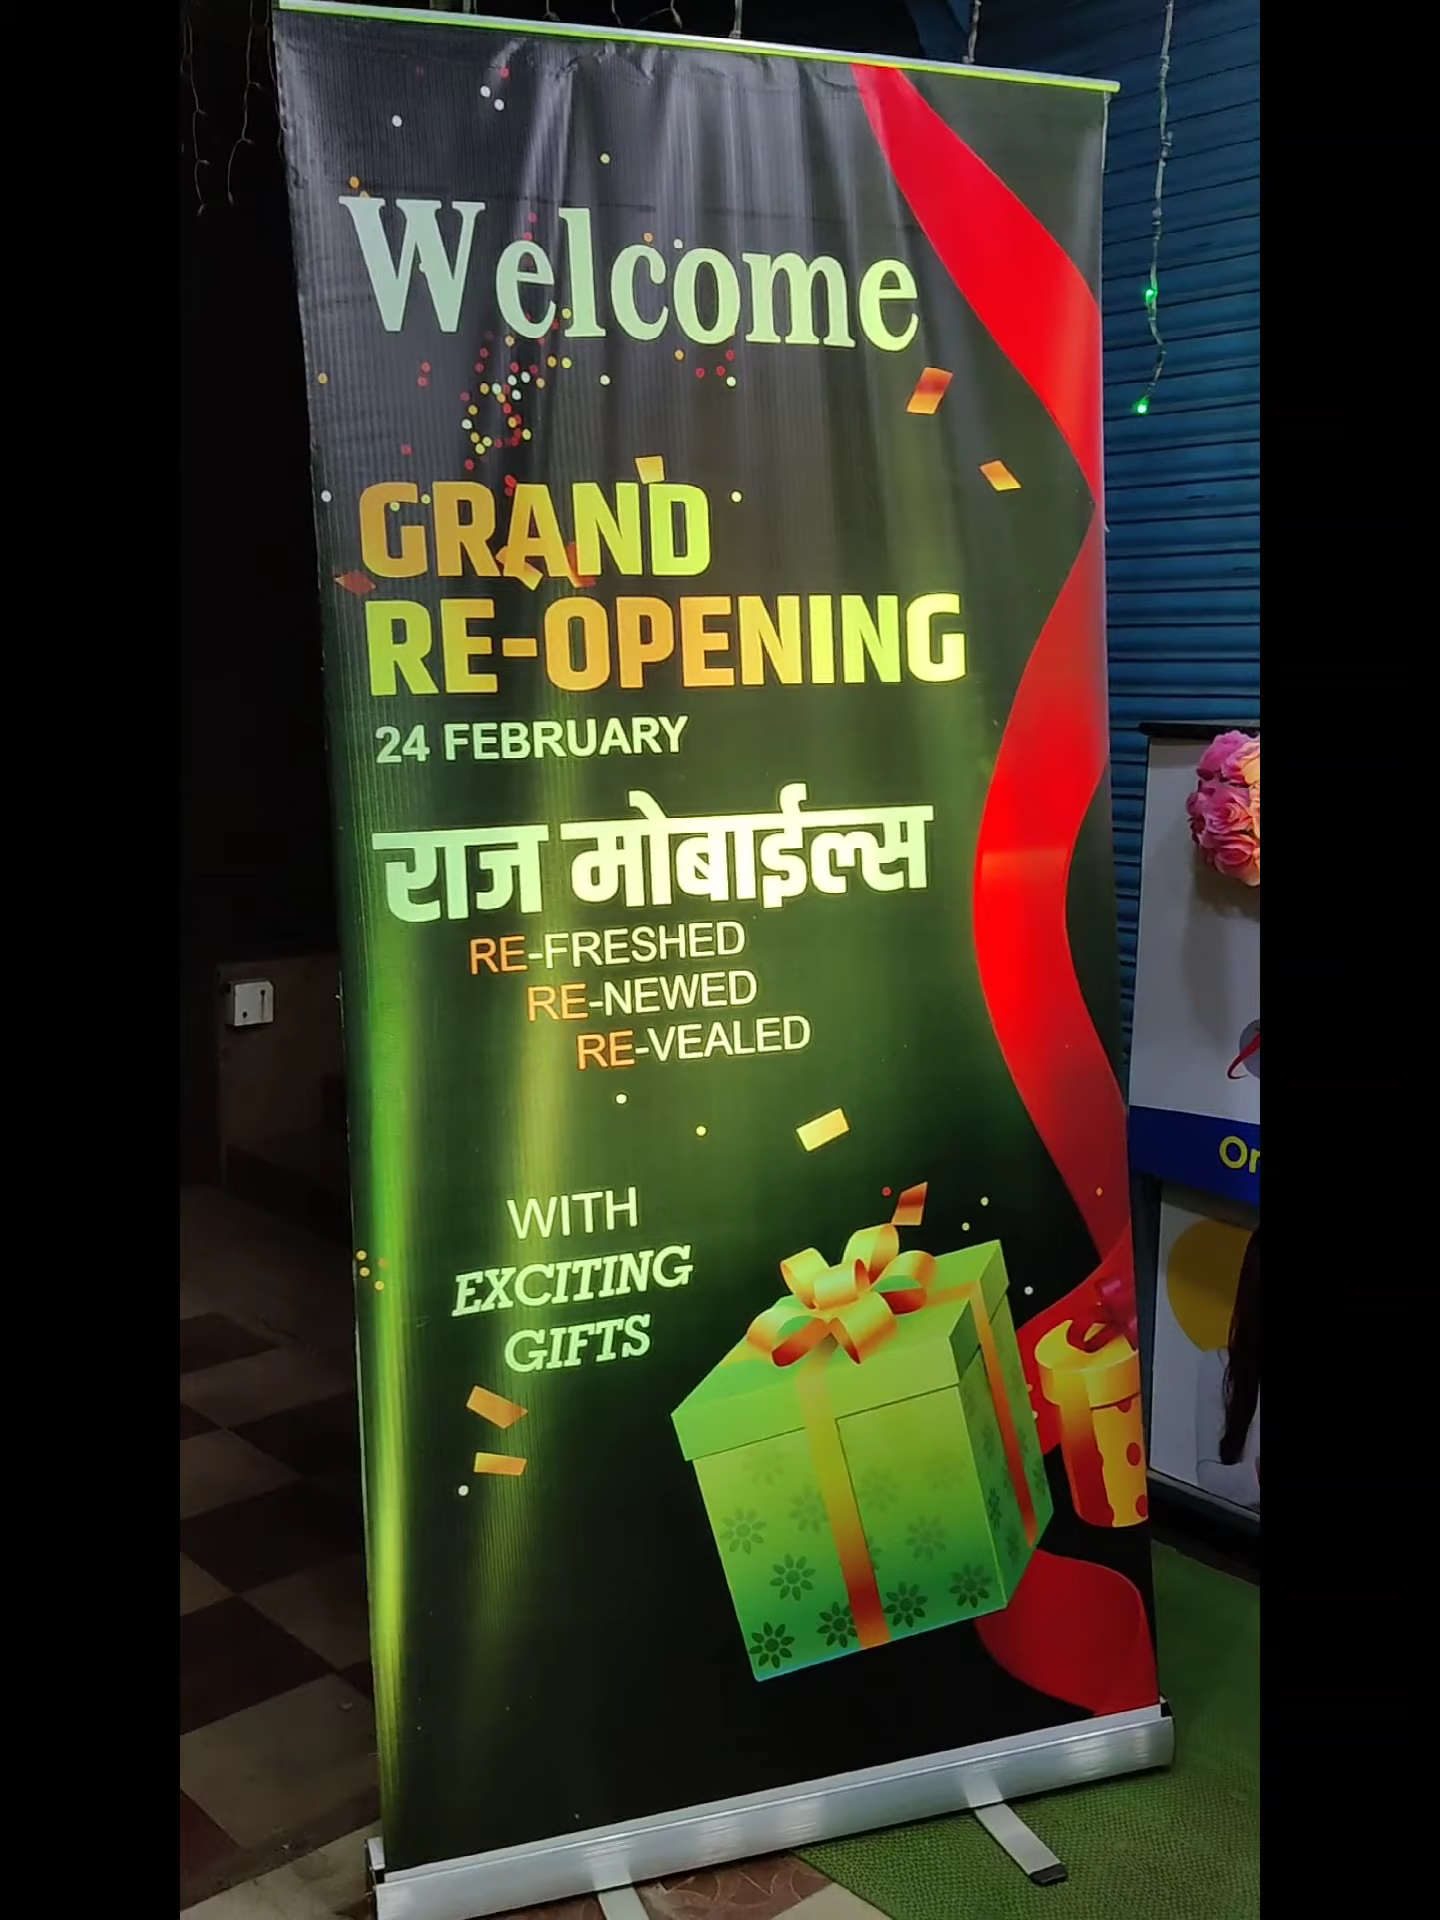 Welcome
GRAND
RE-OPENING
24 FEBRUARY
राज मोबाईल्स
RE-FRESHED
RE-NEWED
RE-VEALED
WITH
EXCITING
GIFTS